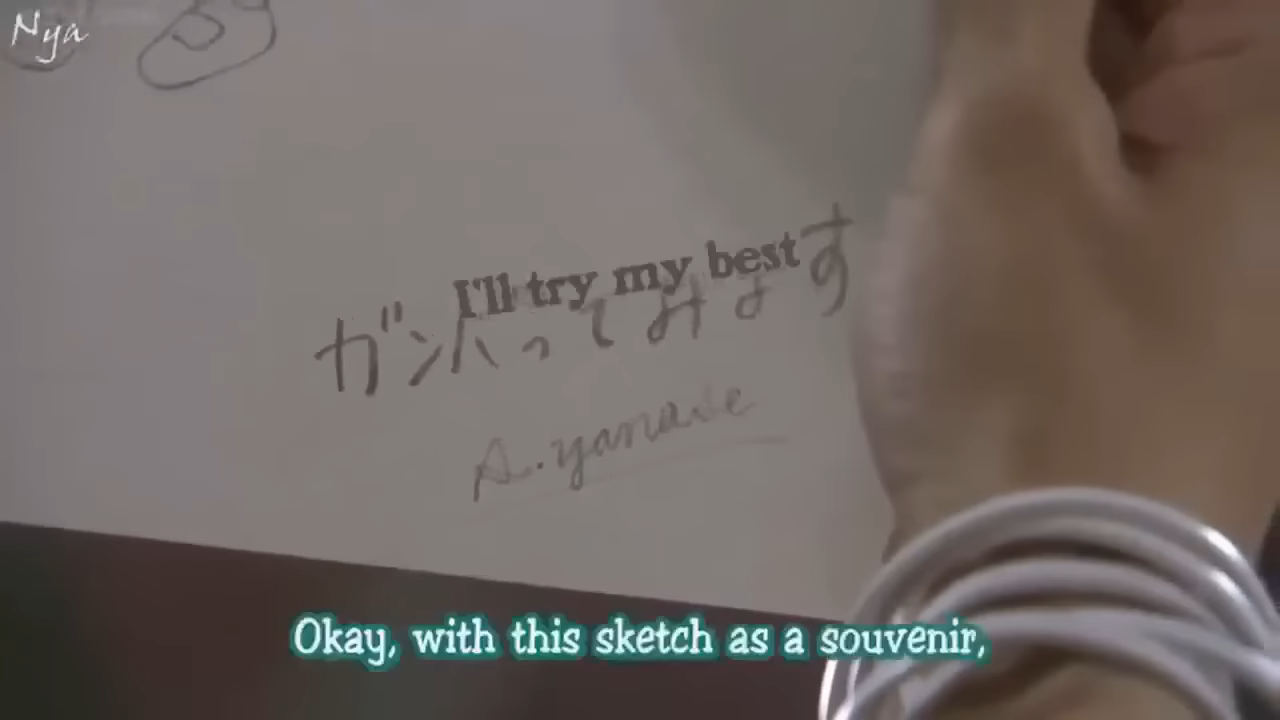 Nya
I'll try my best
ガンバってみます
A. yanase
Okay, with this sketch as a souvenir,